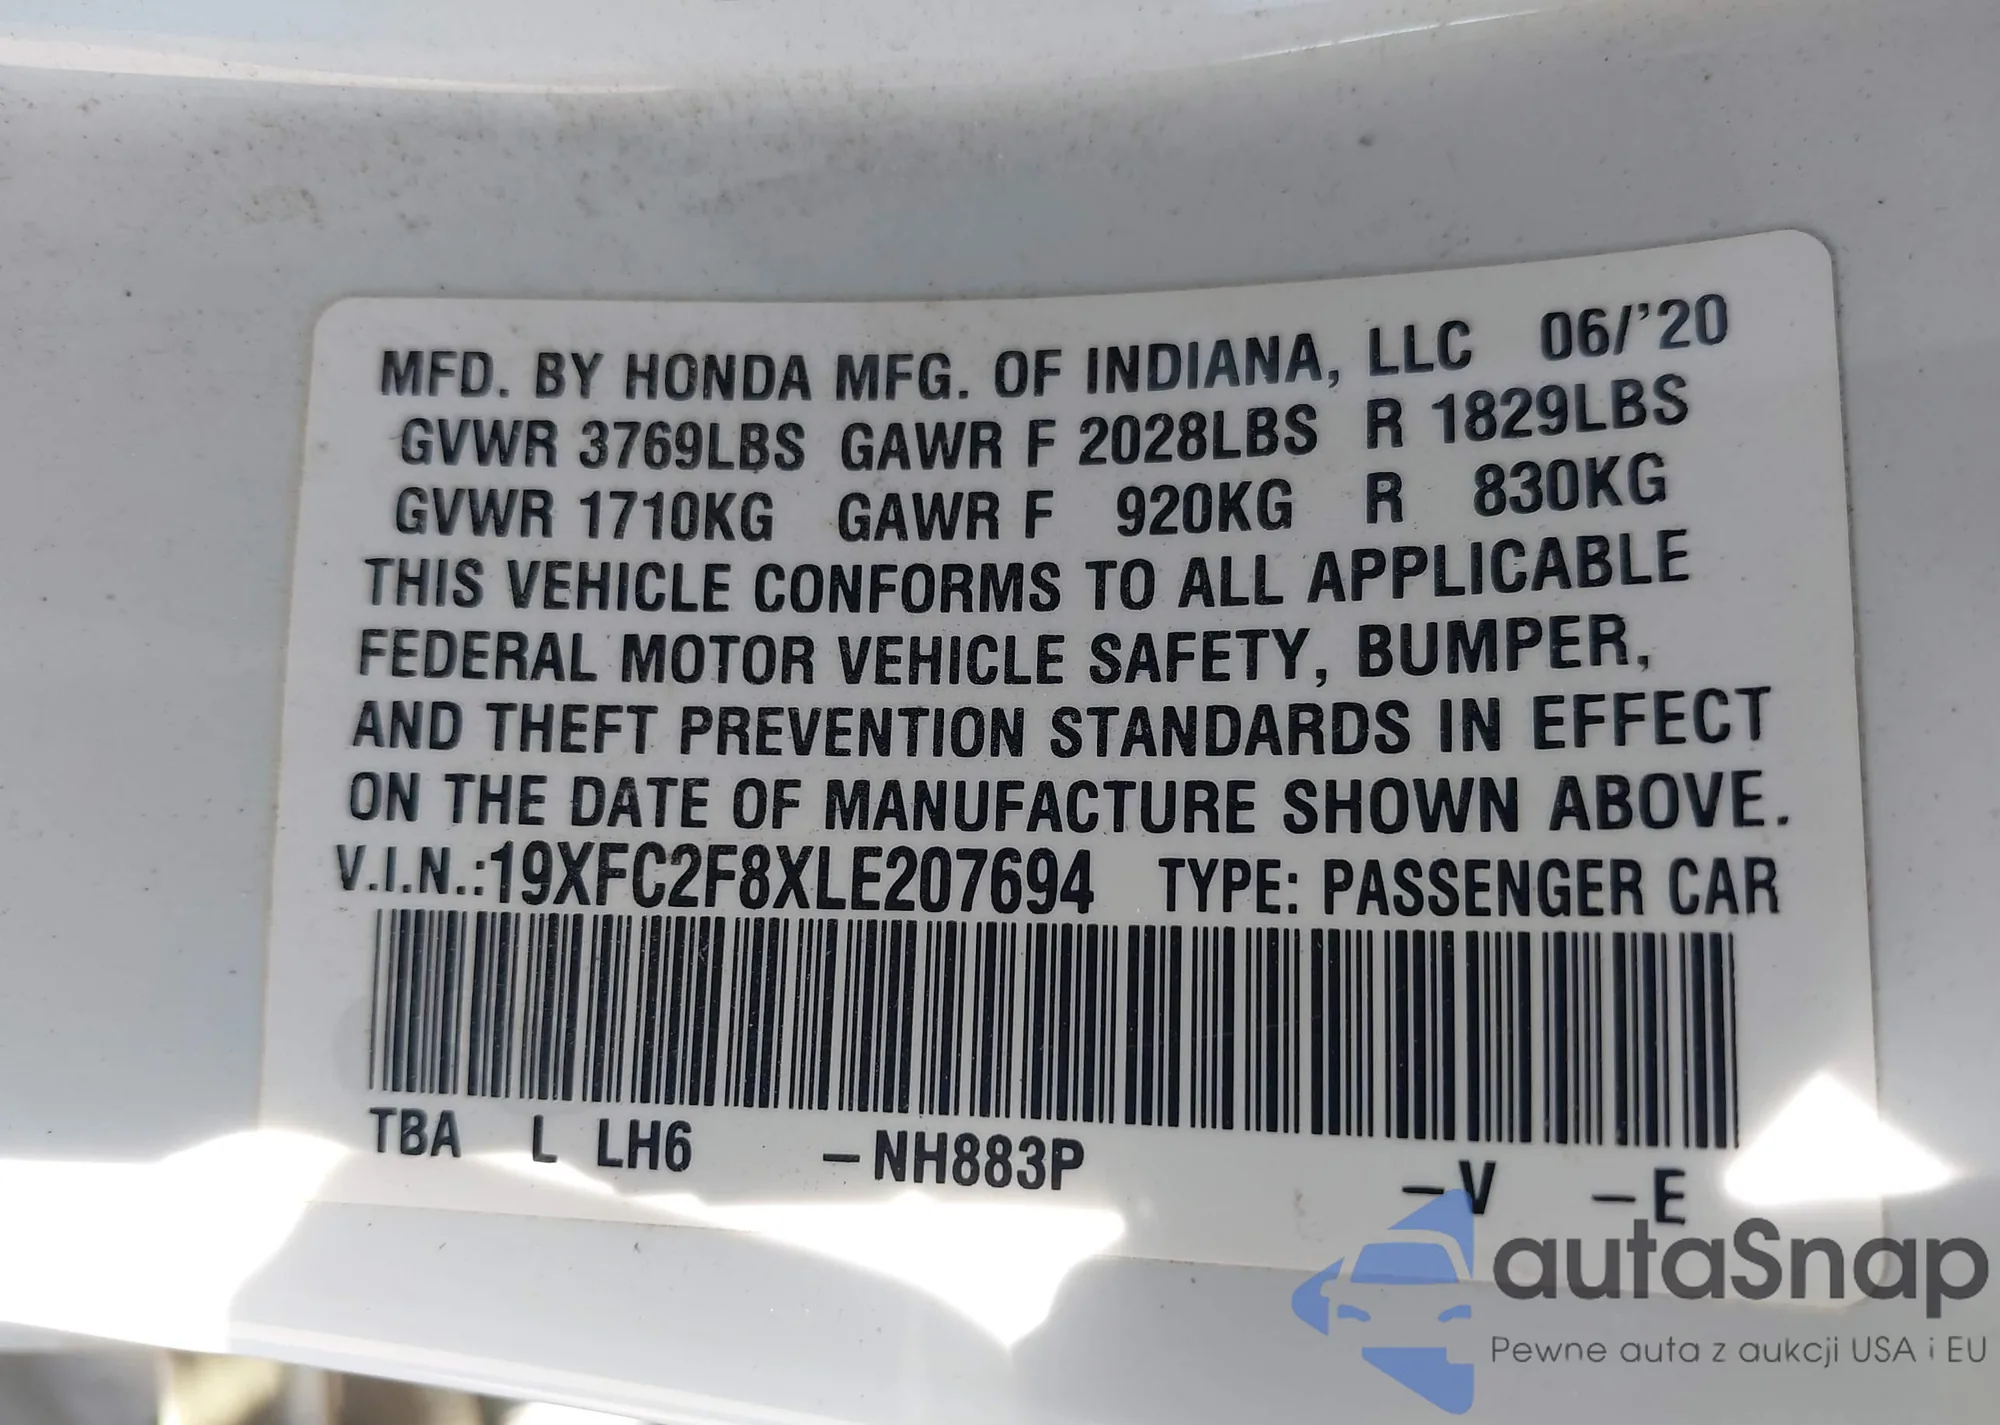 MFD. BY HONDA MFG. OF INDIANA, LLC 06/'20
GVWR 3769LBS GAWR F 2028LBS R 1829LBS
GVWR 1710KG GAWR F 920KG R 830KG
THIS VEHICLE CONFORMS TO ALL APPLICABLE
FEDERAL MOTOR VEHICLE SAFETY, BUMPER,
AND THEFT PREVENTION STANDARDS IN EFFECT
ON THE DATE OF MANUFACTURE SHOWN ABOVE.
V.I.N.:19XFC2F8XLE207694 TYPE: PASSENGER CAR
TBA L LH6 –NH883P –V –E
autaSnap
Pewne auta z aukcji USA i EU